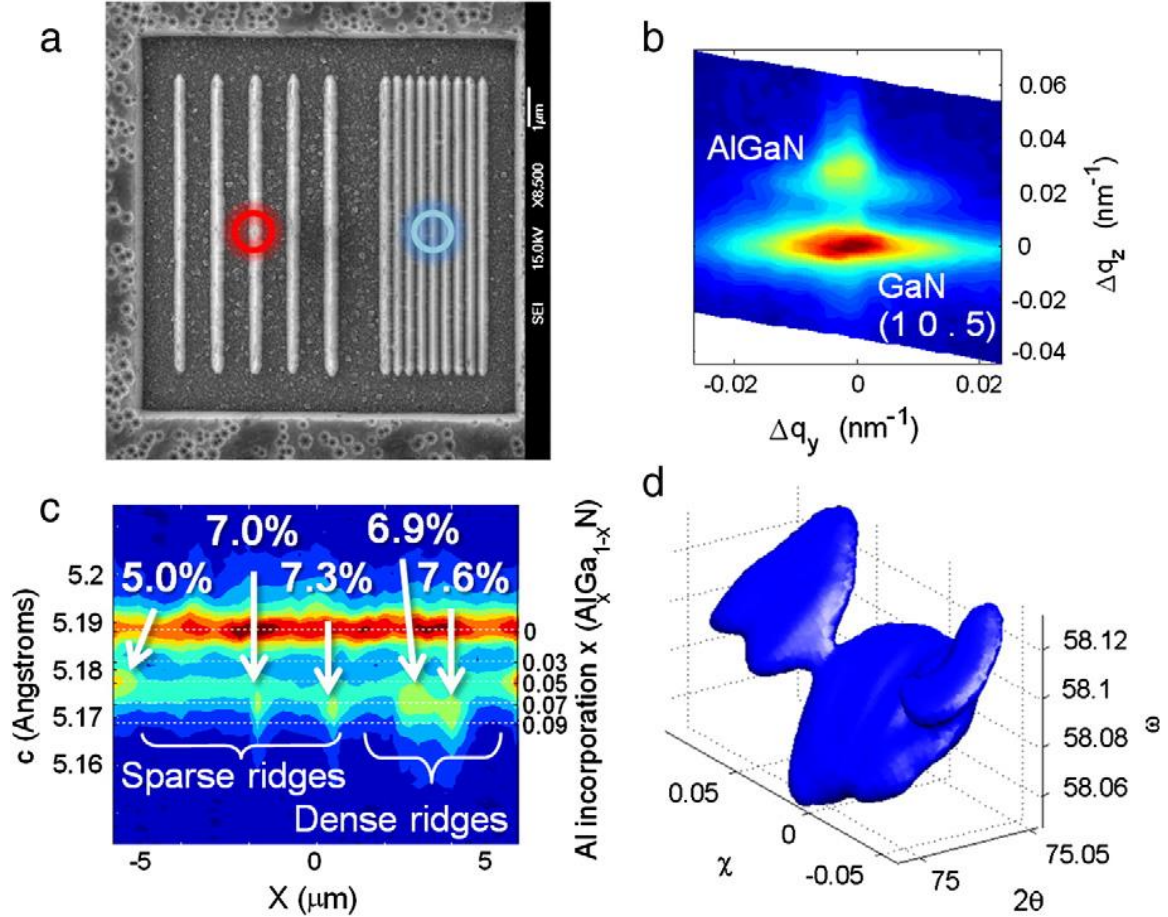 a
1μm
X8,500
15.0kV
SEI
b
AlGaN
GaN
(1 0 . 5)
0.06
0.04
0.02
0
-0.02
-0.04
Δqz (nm-1)
-0.02 0 0.02
Δqy (nm-1)
c
7.0% 6.9%
5.0% 7.3% 7.6%
5.2
5.19
5.18
5.17
5.16
c (Angstroms)
0
0.03
0.05
0.07
0.09
Al incorporation x (AlxGa1-xN)
Sparse ridges
Dense ridges
-5 0 5
X (μm)
d
58.12
58.1
58.08
58.06
ω
0.05
0
-0.05
χ
75 75.05
2θ